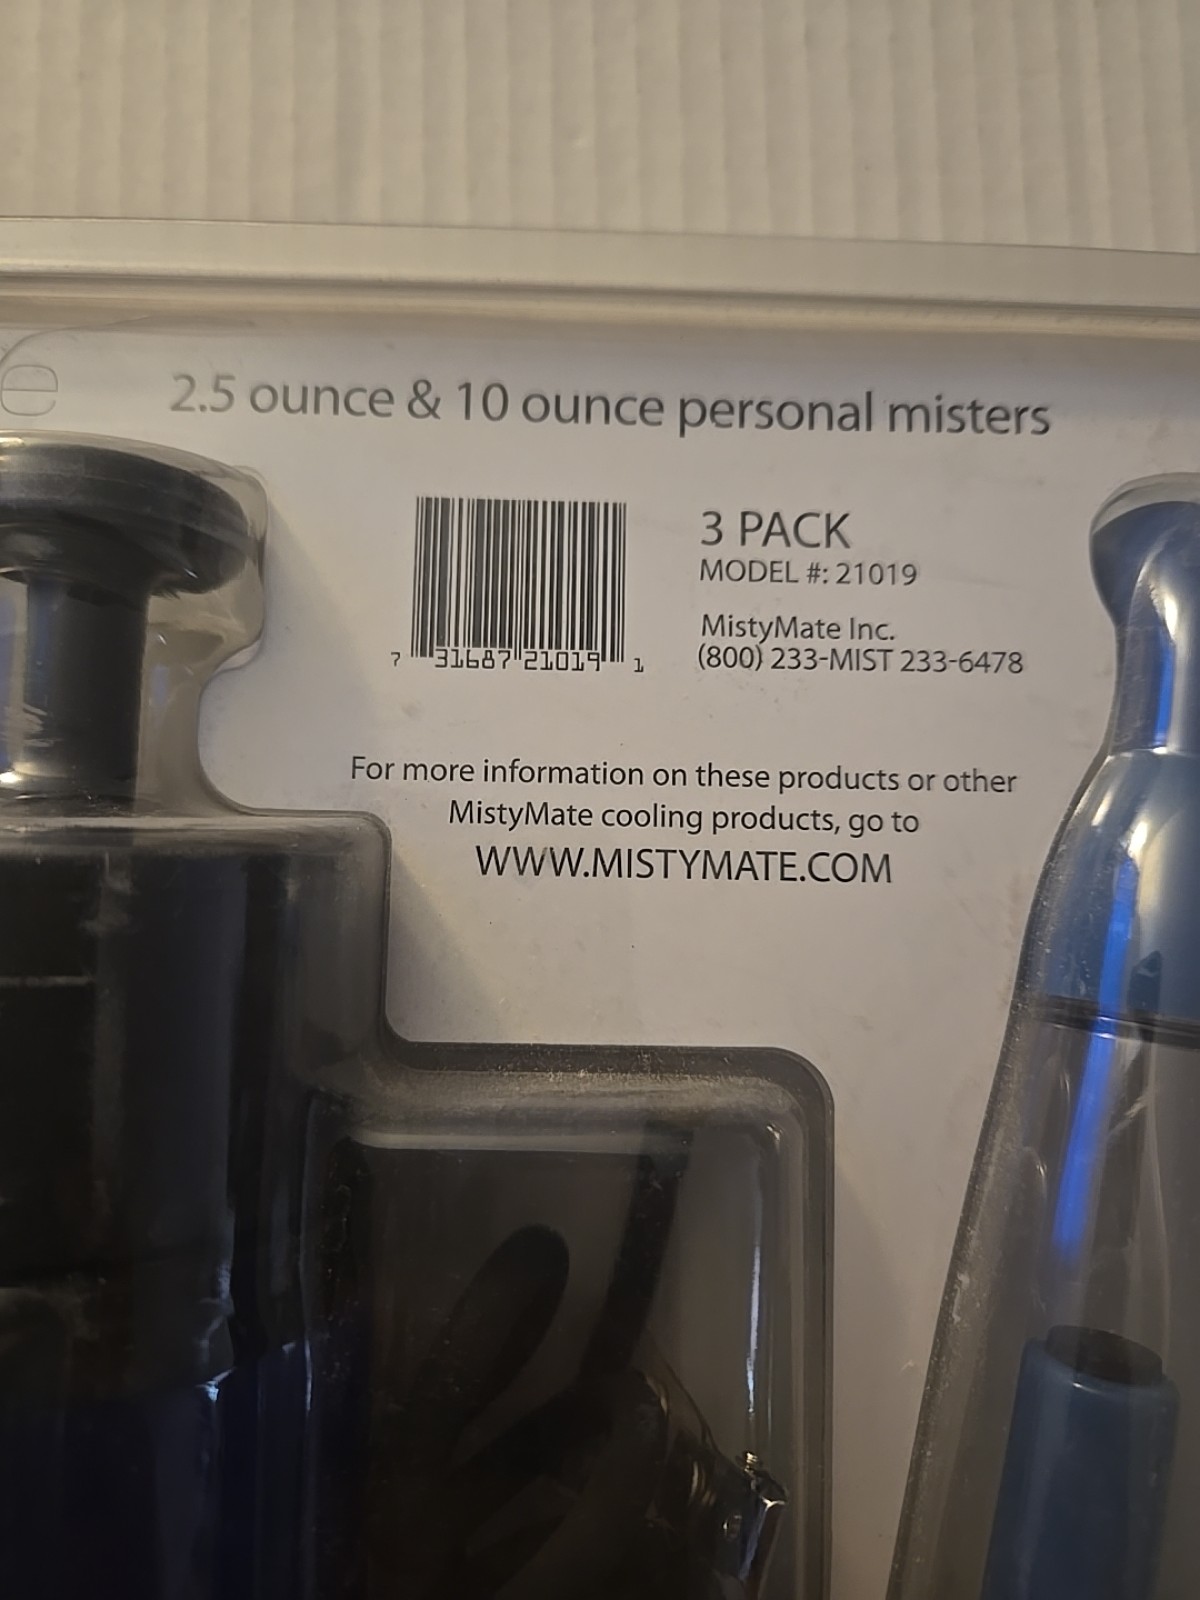 e
2.5 ounce & 10 ounce personal misters
3 PACK
MODEL #: 21019
MistyMate Inc.
(800) 233-MIST 233-6478
7 31687 21019 1
For more information on these products or other
MistyMate cooling products, go to
WWW.MISTYMATE.COM